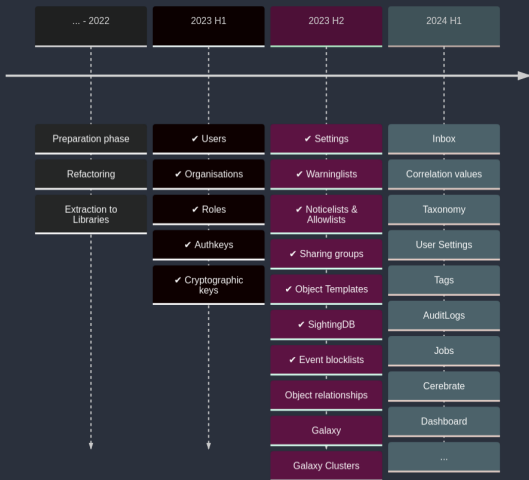 ... - 2022
2023 H1
2023 H2
2024 H1
Preparation phase
Refactoring
Extraction to
Libraries
✔ Users
✔ Organisations
✔ Roles
✔ Authkeys
✔ Cryptographic
keys
✔ Settings
✔ Warninglists
✔ Noticelists &
Allowlists
✔ Sharing groups
✔ Object Templates
✔ SightingDB
✔ Event blocklists
Object relationships
Galaxy
Galaxy Clusters
Inbox
Correlation values
Taxonomy
User Settings
Tags
AuditLogs
Jobs
Cerebrate
Dashboard
...